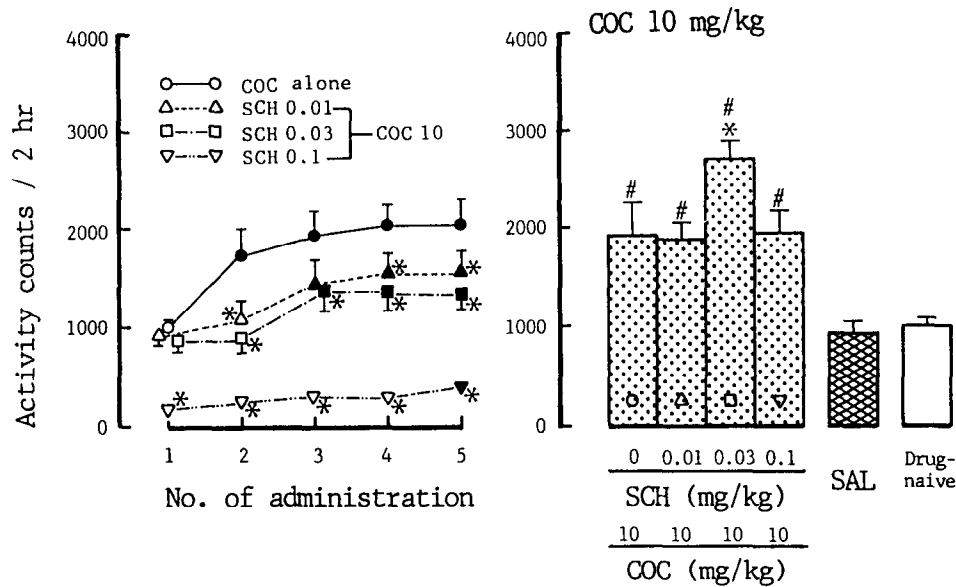 4000
3000
2000
1000
0
Activity counts / 2 hr
COC alone
SCH 0.01
SCH 0.03
SCH 0.1
COC 10
*
*
*
*
*
*
*
*
*
*
*
*
*
1 2 3 4 5
No. of administration
COC 10 mg/kg
4000
3000
2000
1000
0
#
#
#
*
#
0 0.01 0.03 0.1
SCH (mg/kg)
10 10 10 10
COC (mg/kg)
SAL
Drug-
naive